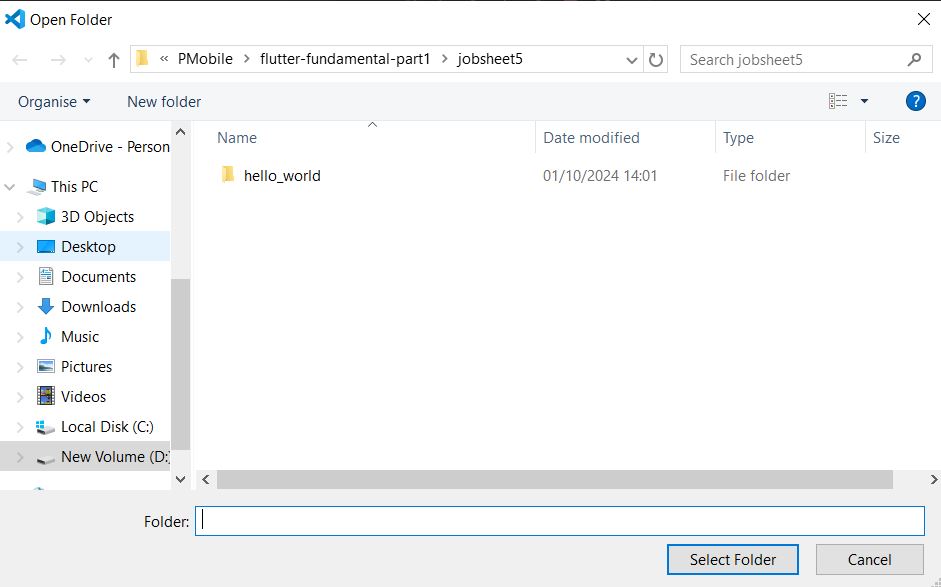 Open Folder
« PMobile > flutter-fundamental-part1 > jobsheet5
Search jobsheet5
Organise
New folder
?
OneDrive - Person
This PC
3D Objects
Desktop
Documents
Downloads
Music
Pictures
Videos
Local Disk (C:)
New Volume (D:)
Name Date modified Type Size
hello_world 01/10/2024 14:01 File folder
Folder:
Select Folder Cancel